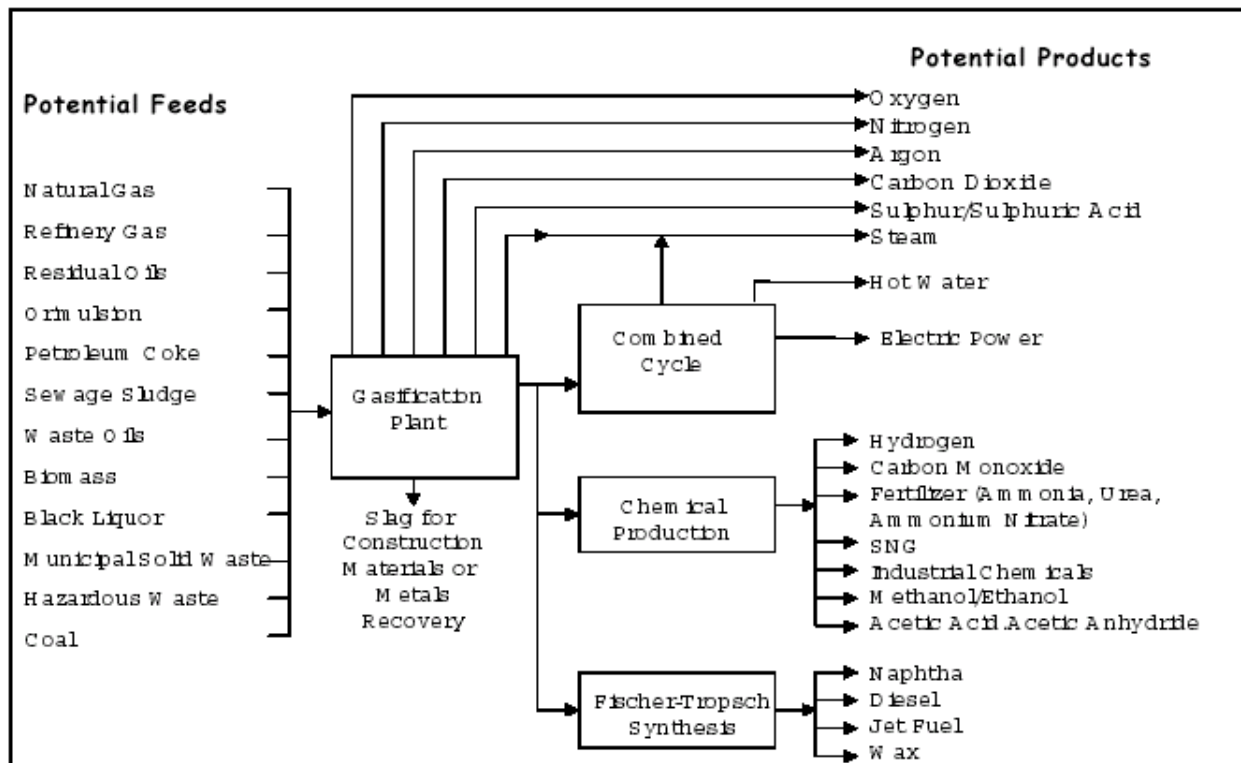 Potential Products
Potential Feeds
Oxygen
Nitrogen
Argon
Carbon Dioxide
Sulphur/Sulphuric Acid
Steam
Hot Water
Electric Power
Natural Gas
Refinery Gas
Residual Oils
Orimulsion
Petroleum Coke
Sewage Sludge
Waste Oils
Biomass
Black Liquor
Municipal Solid Waste
Hazardous Waste
Coal
Gasification
Plant
Slag for
Construction
Materials or
Metals
Recovery
Combined
Cycle
Chemical
Production
Fischer-Tropsch
Synthesis
Hydrogen
Carbon Monoxide
Fertilizer (Ammonia, Urea,
Ammonium Nitrate)
SNG
Industrial Chemicals
Methanol/Ethanol
Acetic Acid.Acetic Anhydride
Naphtha
Diesel
Jet Fuel
Wax